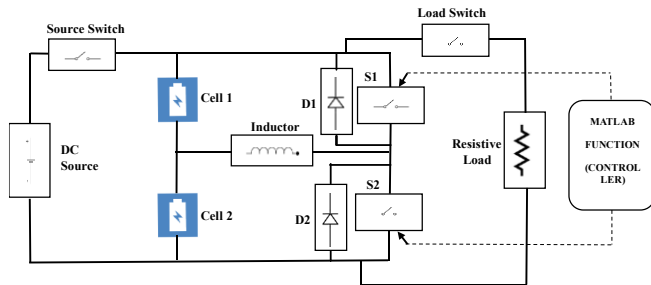 Load Switch
Source Switch
S1
Cell 1
D1
Inductor
DC
Source
Resistive
Load
MATLAB
FUNCTION
(CONTROL
LER)
S2
Cell 2
D2